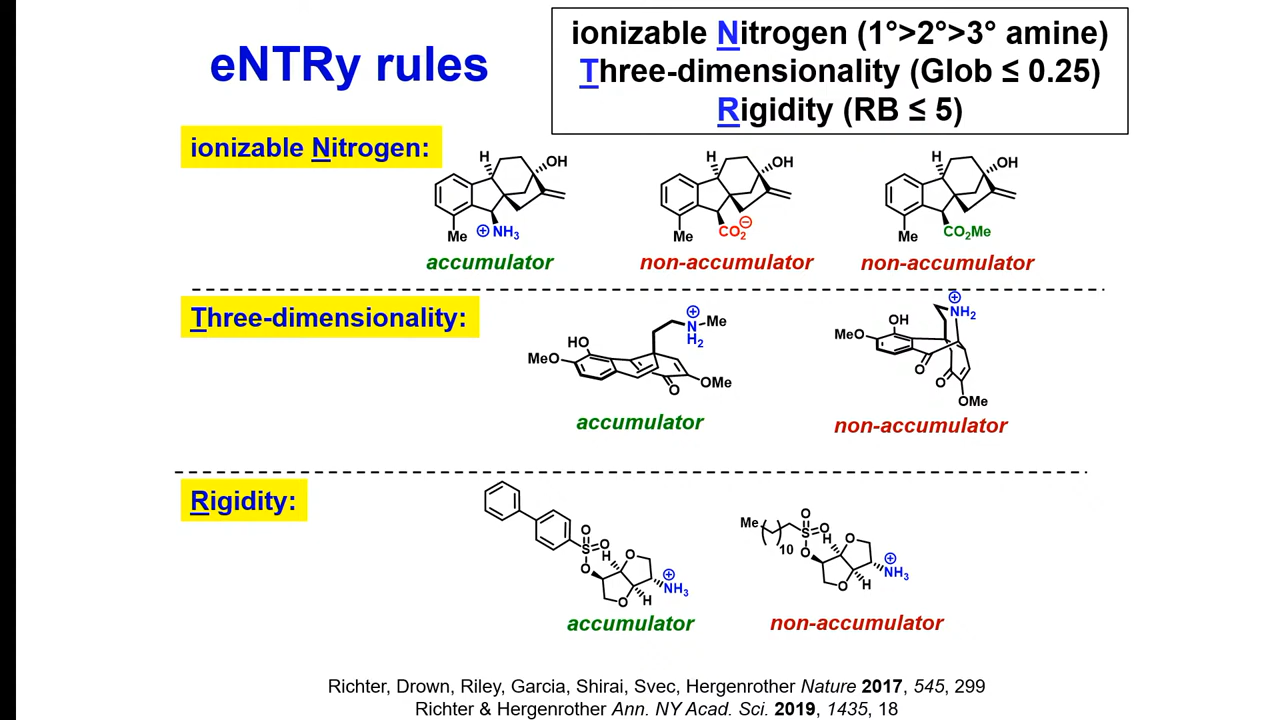 eNTRy rules
ionizable Nitrogen (1°>2°>3° amine)
Three-dimensionality (Glob ≤ 0.25)
Rigidity (RB ≤ 5)
ionizable Nitrogen:
H OH
Me ⊕ NH3
accumulator
H OH
Me CO2⊖
non-accumulator
H OH
Me CO2Me
non-accumulator
Three-dimensionality:
HO
MeO
⊕
N Me
H2
O OMe
accumulator
OH
MeO
⊕
NH2
O
O
OMe
non-accumulator
Rigidity:
O
S O
O H O
⊕
NH3
O H
accumulator
Me ( )10
O
S O
O H O
⊕
NH3
O H
non-accumulator
Richter, Drown, Riley, Garcia, Shirai, Svec, Hergenrother Nature 2017, 545, 299
Richter & Hergenrother Ann. NY Acad. Sci. 2019, 1435, 18